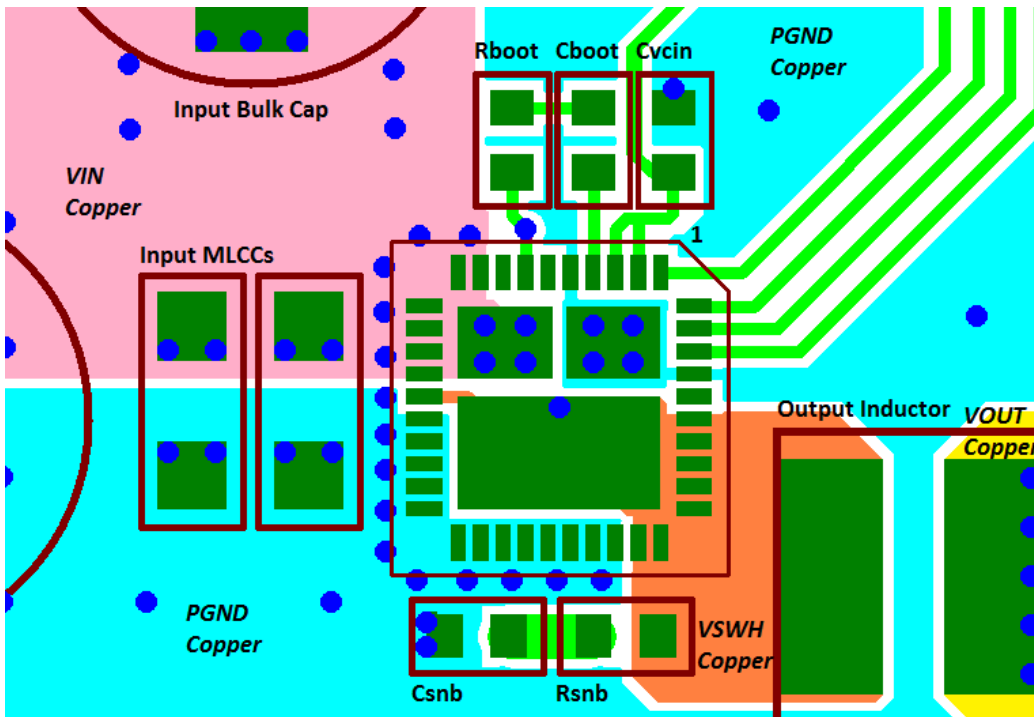 Rboot Cboot Cvcin
PGND
Copper
Input Bulk Cap
VIN
Copper
1
Input MLCCs
Output Inductor
VOUT
Copper
PGND
Copper
VSWH
Copper
Csnb
Rsnb